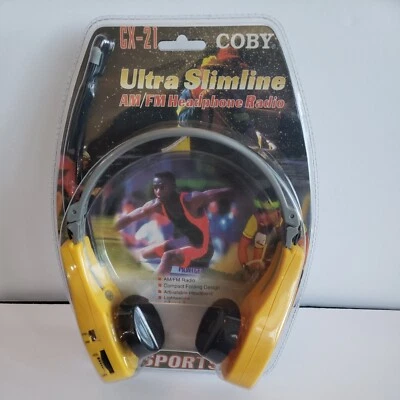 CX-21
COBY
Ultra Slimline
AM/FM Headphone Radio
AM/FM Radio
Compact Folding Design
Adjustable Headband
Lightweight
SPORTS